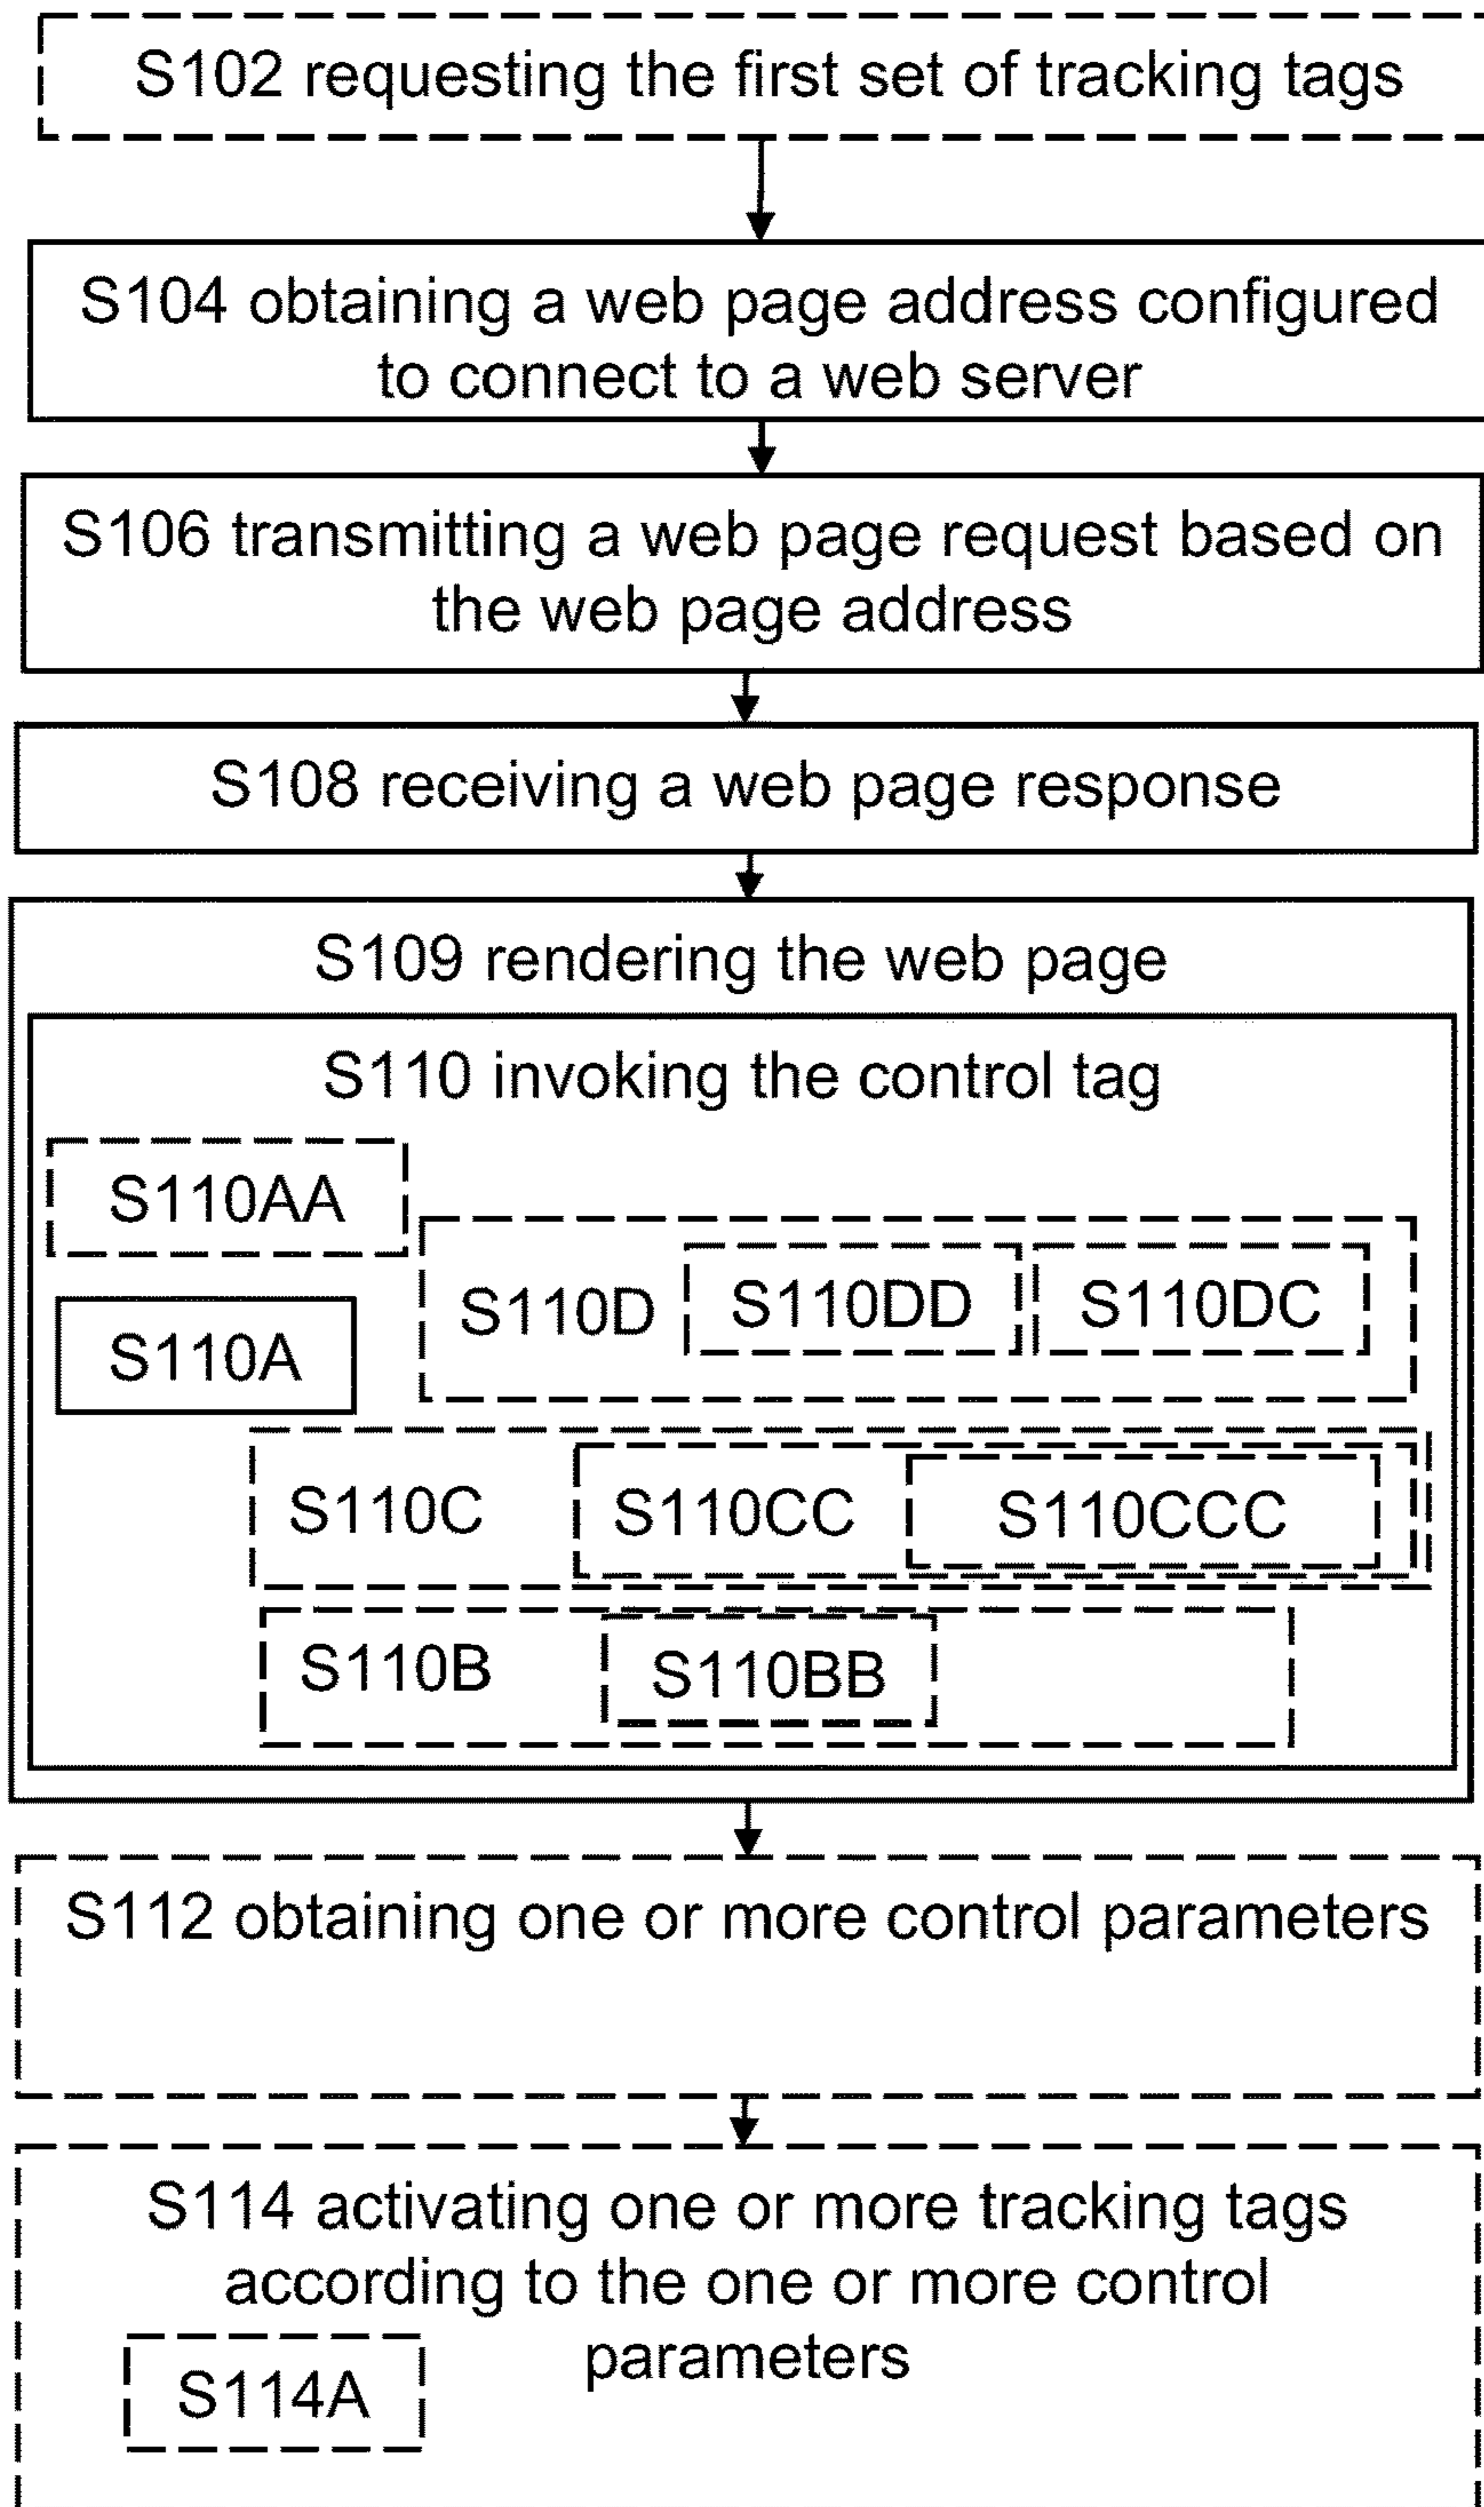 S102 requesting the first set of tracking tags
S104 obtaining a web page address configured
to connect to a web server
S106 transmitting a web page request based on
the web page address
S108 receiving a web page response
S109 rendering the web page
S110 invoking the control tag
S110AA
S110D S110DD S110DC
S110A
S110C S110CC S110CCC
S110B S110BB
S112 obtaining one or more control parameters
S114 activating one or more tracking tags
according to the one or more control
parameters
S114A